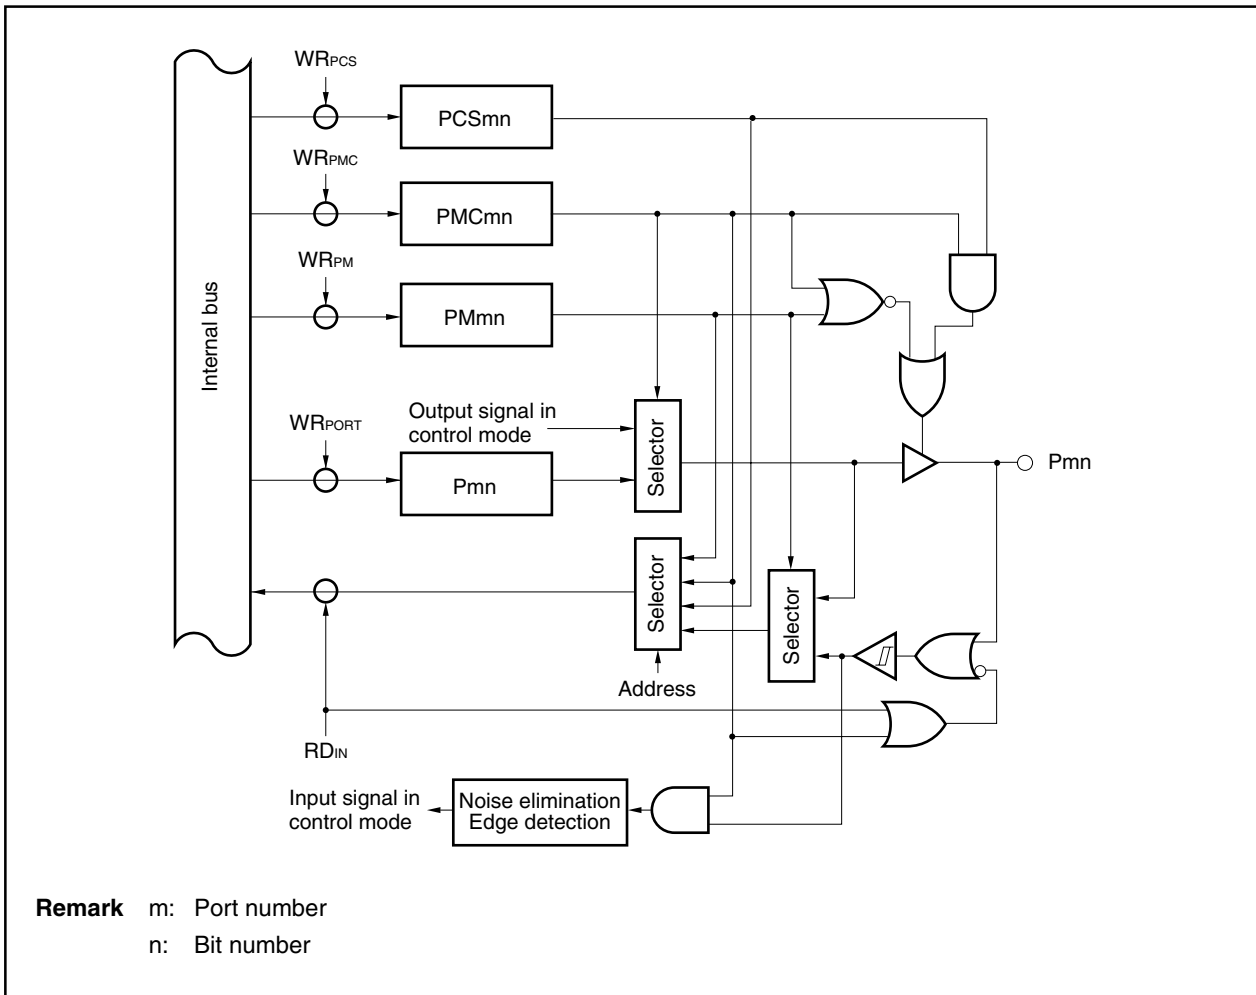 WRPCS
PCSmn
WRPMC
PMCmn
WRPM
PMmn
Internal bus
Output signal in
control mode
WRPORT
Pmn
Selector
Pmn
Selector
Selector
Address
RDIN
Input signal in
control mode
Noise elimination
Edge detection
Remark m: Port number
n: Bit number